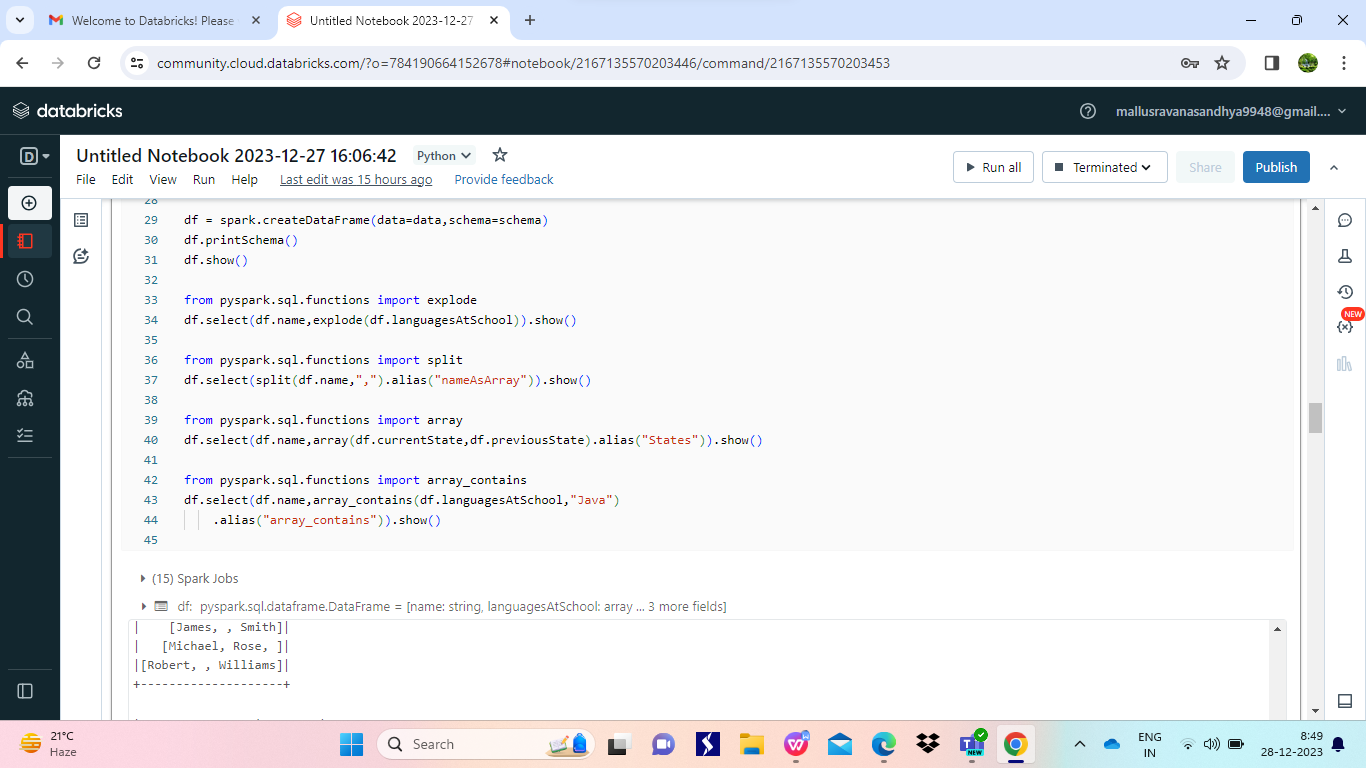 Welcome to Databricks! Please
Untitled Notebook 2023-12-27
community.cloud.databricks.com/?o=784190664152678#notebook/2167135570203446/command/2167135570203453
databricks
mallusravanasandhya9948@gmail....
Untitled Notebook 2023-12-27 16:06:42 Python
Run all Terminated Share Publish
File Edit View Run Help Last edit was 15 hours ago Provide feedback
28
29 df = spark.createDataFrame(data=data,schema=schema)
30 df.printSchema()
31 df.show()
32
33 from pyspark.sql.functions import explode
34 df.select(df.name,explode(df.languagesAtSchool)).show()
35
36 from pyspark.sql.functions import split
37 df.select(split(df.name,",").alias("nameAsArray")).show()
38
39 from pyspark.sql.functions import array
40 df.select(df.name,array(df.currentState,df.previousState).alias("States")).show()
41
42 from pyspark.sql.functions import array_contains
43 df.select(df.name,array_contains(df.languagesAtSchool,"Java")
44 .alias("array_contains")).show()
45
NEW
(15) Spark Jobs
df: pyspark.sql.dataframe.DataFrame = [name: string, languagesAtSchool: array ... 3 more fields]
|    [James, , Smith]|
|   [Michael, Rose, ]|
|[Robert, , Williams]|
+--------------------+
21°C
Haze
Search
NEW
ENG
IN
8:49
28-12-2023